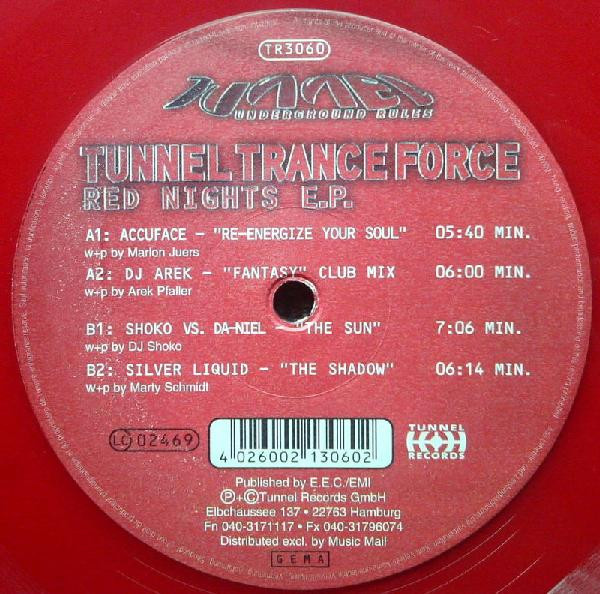 TR3060
TUNNEL
UNDERGROUND RULES
TUNNEL TRANCE FORCE
RED NIGHTS E.P.
A1: ACCUFACE - "RE-ENERGIZE YOUR SOUL" 05:40 MIN.
w+p by Marion Juers
A2: DJ AREK - "FANTASY" CLUB MIX 06:00 MIN.
w+p by Arek Pfaller
B1: SHOKO VS. DA-NIEL - "THE SUN" 7:06 MIN.
w+p by DJ Shoko
B2: SILVER LIQUID - "THE SHADOW" 06:14 MIN.
w+p by Marty Schmidt
LC 02469
4 026002 130602
TUNNEL
RECORDS
Published by E.E.C./EMI
Ⓟ+ⒸTunnel Records GmbH
Elbchaussee 137 • 22763 Hamburg
Fn 040-3171117 • Fx 040-31796074
Distributed excl. by Music Mail
GEMA